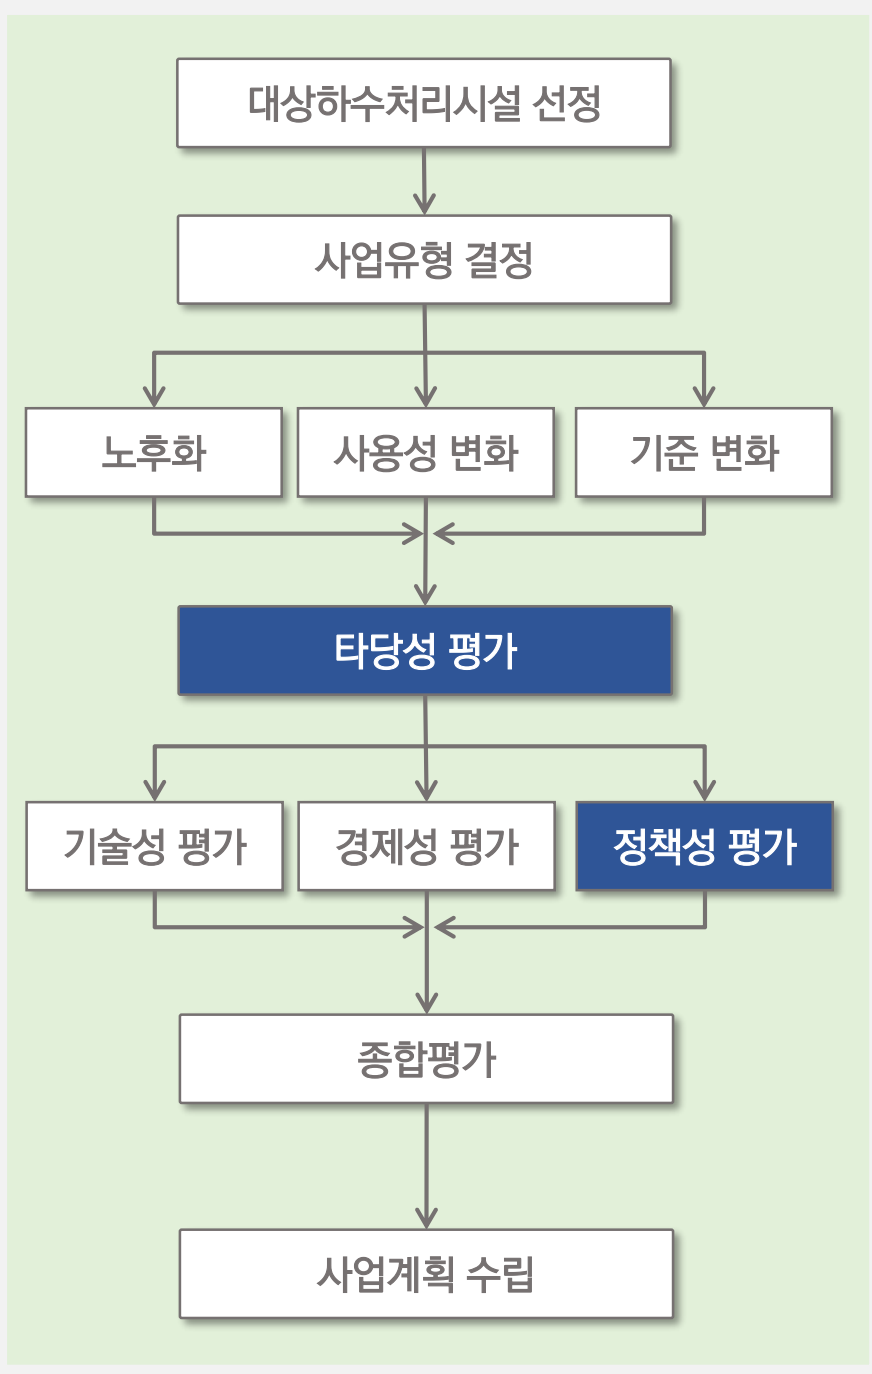 대상하수처리시설 선정
사업유형 결정
노후화
사용성 변화
기준 변화
타당성 평가
기술성 평가
경제성 평가
정책성 평가
종합평가
사업계획 수립